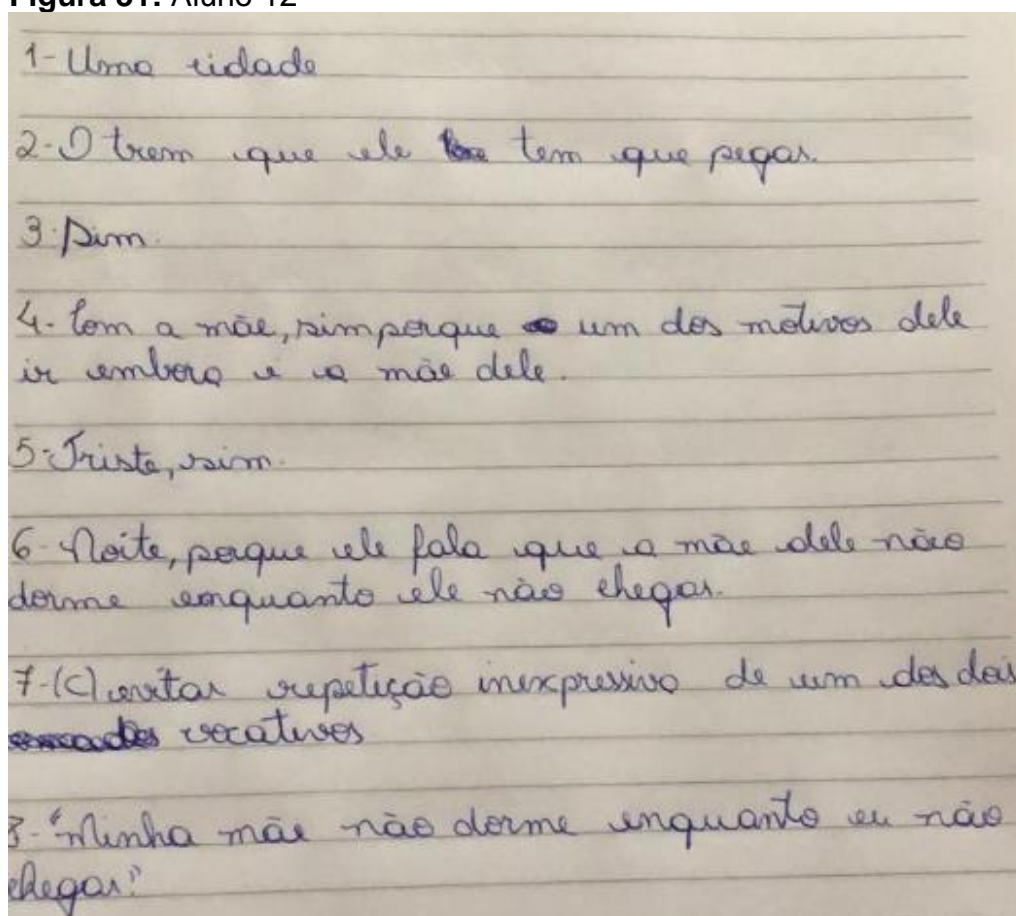 Figura 31: Aluno 12
1- Uma cidade
2- O trem que ele tem que pegar.
3- Sim.
4- Com a mãe, sim porque um dos motivos dele
ir embora é a mãe dele.
5- Triste, sim.
6- Noite, porque ele fala que a mãe dele não
dorme enquanto ele não chegar.
7- (C) evitar repetição inexpressiva de um dos dois
vocativos
8- "Minha mãe não dorme enquanto eu não
chegar."